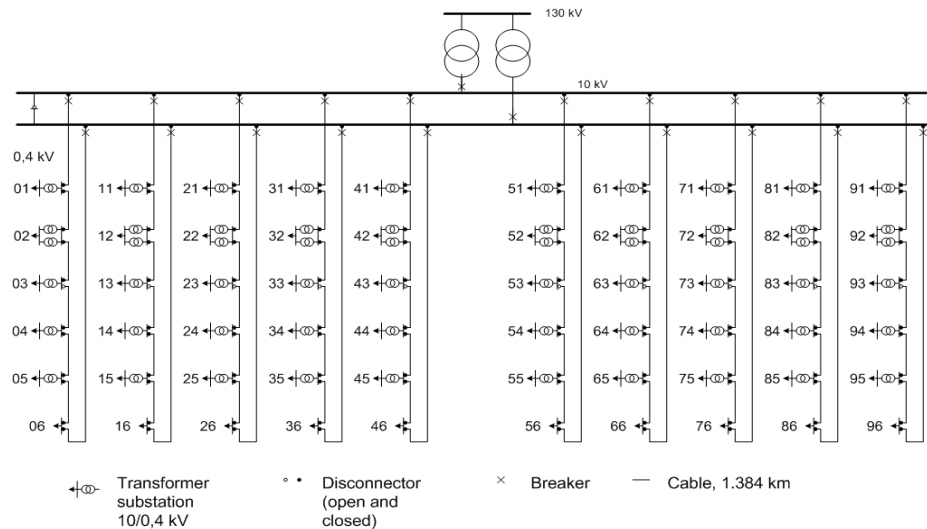 130 kV
10 kV
0,4 kV
01 11 21 31 41 51 61 71 81 91
02 12 22 32 42 52 62 72 82 92
03 13 23 33 43 53 63 73 83 93
04 14 24 34 44 54 64 74 84 94
05 15 25 35 45 55 65 75 85 95
06 16 26 36 46 56 66 76 86 96
Transformer
substation
10/0,4 kV
Disconnector
(open and
closed)
Breaker
Cable, 1.384 km